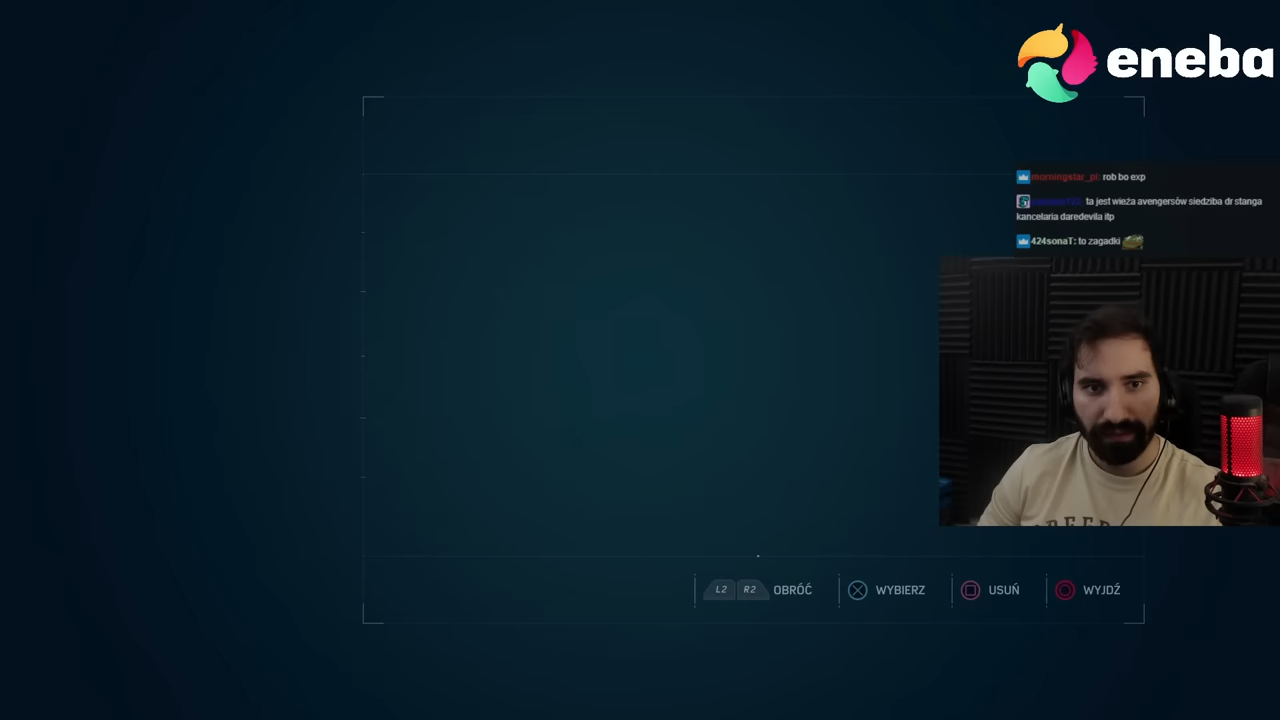 eneba
morningstar_pl: rob bo exp
ta jest wieża avengersów siedziba dr stanga
kancelaria daredevila itp
424sonaT: to zagadki
L2 R2 OBRÓĆ WYBIERZ USUŃ WYJDŹ